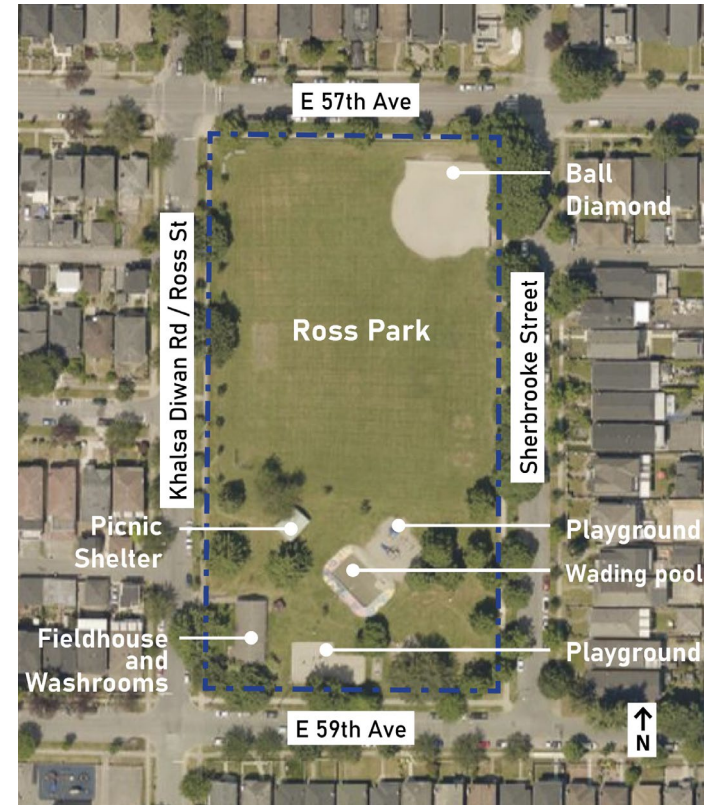 E 57th Ave
Ball
Diamond
Khalsa Diwan Rd / Ross St
Ross Park
Sherbrooke Street
Picnic
Shelter
Playground
Wading pool
Fieldhouse
and
Washrooms
Playground
E 59th Ave
N